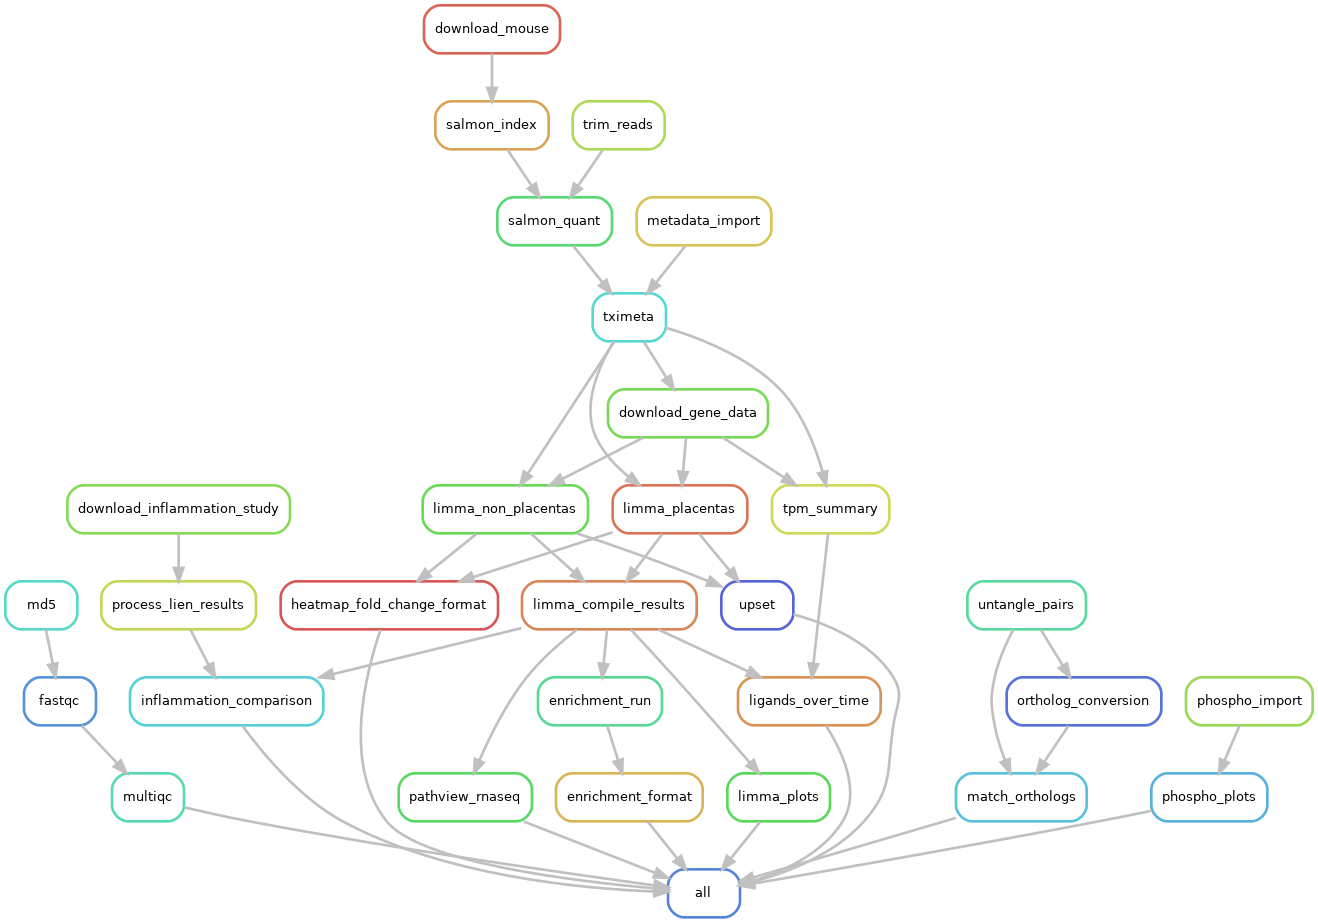 download_mouse
salmon_index
trim_reads
salmon_quant
metadata_import
tximeta
download_gene_data
download_inflammation_study
limma_non_placentas
limma_placentas
tpm_summary
md5
process_lien_results
heatmap_fold_change_format
limma_compile_results
upset
untangle_pairs
fastqc
inflammation_comparison
enrichment_run
ligands_over_time
ortholog_conversion
phospho_import
multiqc
pathview_rnaseq
enrichment_format
limma_plots
match_orthologs
phospho_plots
all